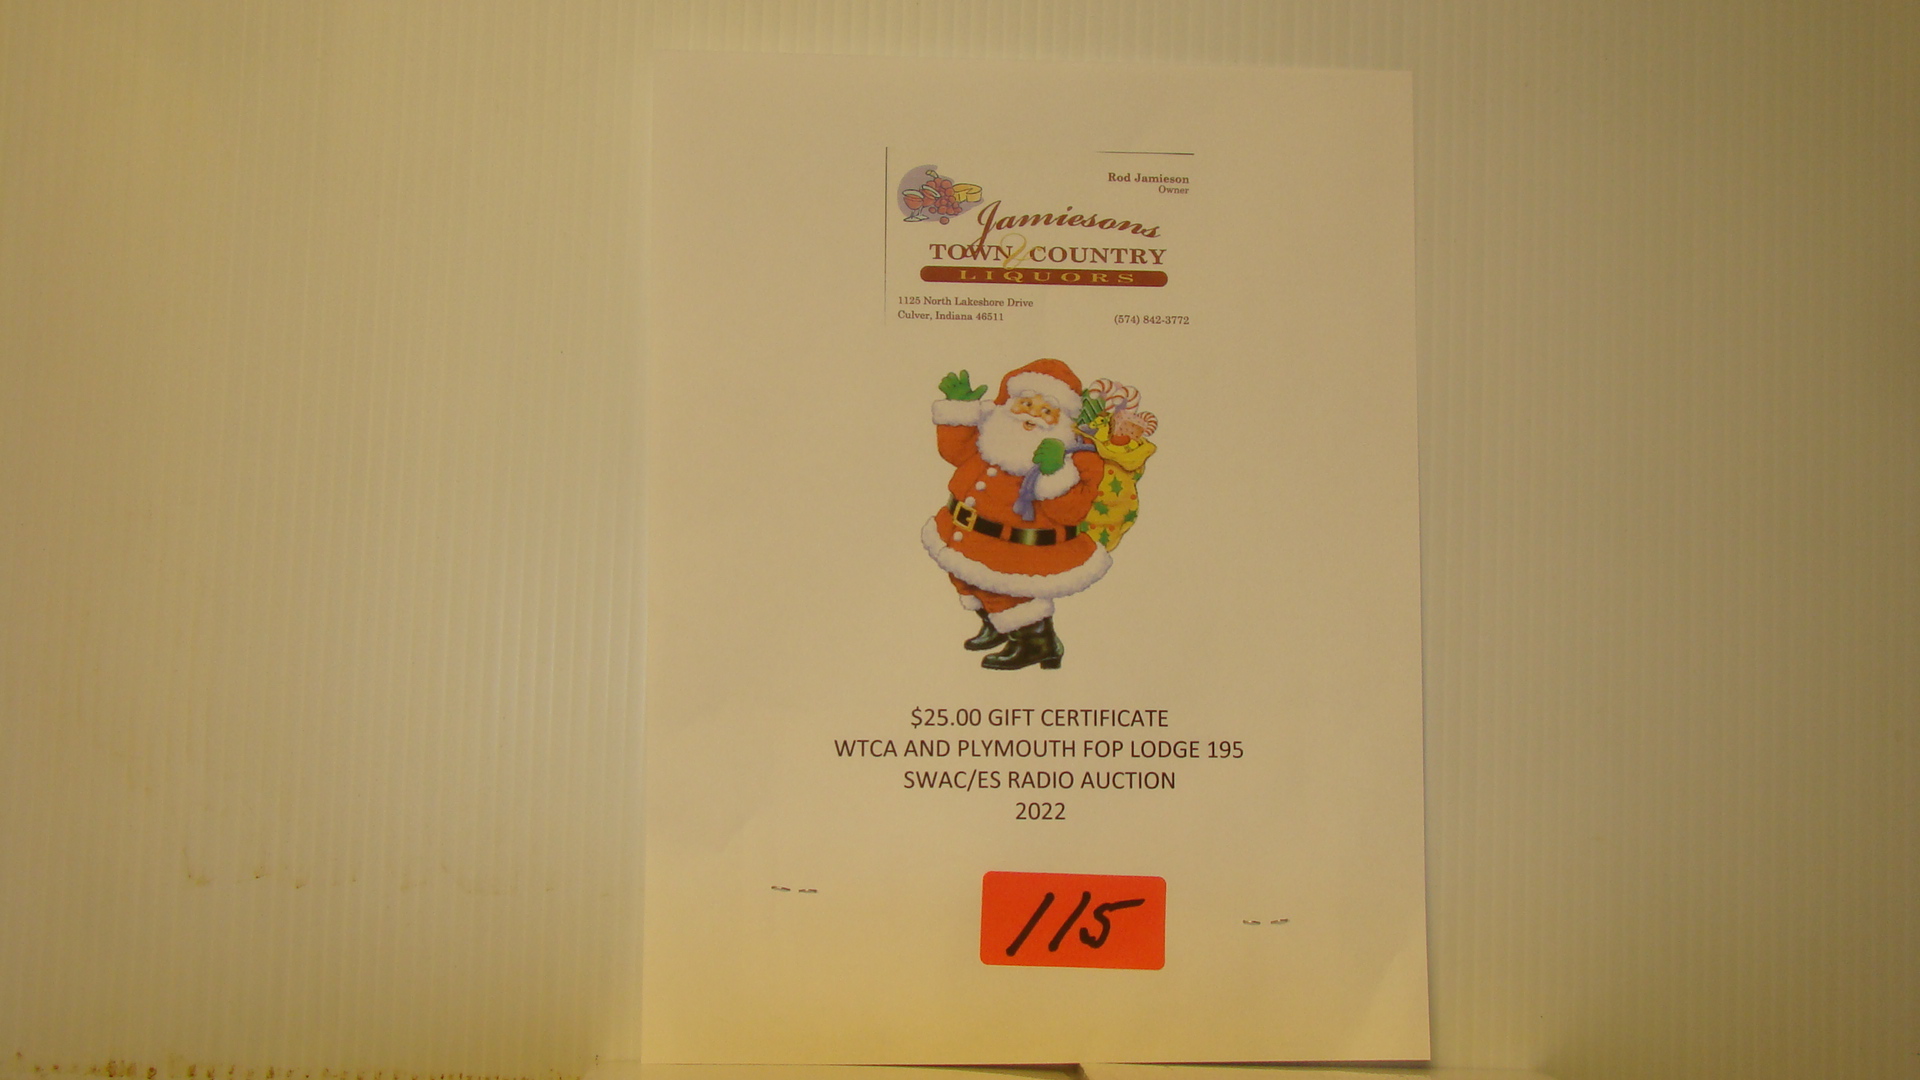 Rod Jamieson
Owner
Jamiesons
TOWN & COUNTRY
LIQUORS
1125 North Lakeshore Drive
Culver, Indiana 46511
(574) 842-3772
$25.00 GIFT CERTIFICATE
WTCA AND PLYMOUTH FOP LODGE 195
SWAC/ES RADIO AUCTION
2022
115